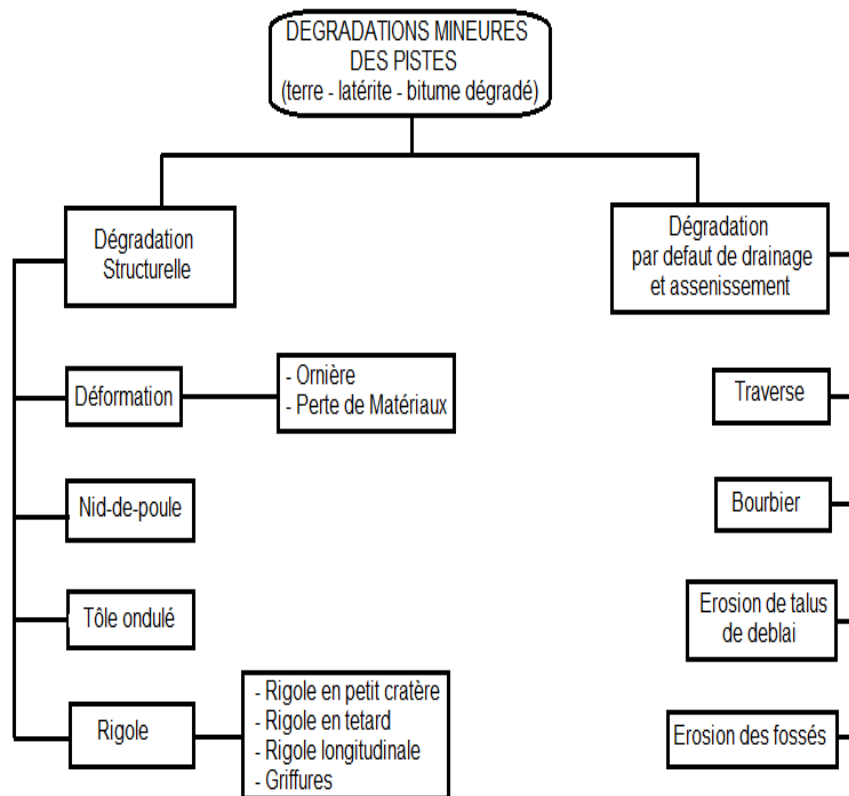 DEGRADATIONS MINEURES
DES PISTES
(terre - latérite - bitume dégradé)
Dégradation
Structurelle
Dégradation
par defaut de drainage
et assenissement
Déformation
- Ornière
- Perte de Matériaux
Traverse
Nid-de-poule
Bourbier
Tôle ondulé
Erosion de talus
de deblai
Rigole
- Rigole en petit cratère
- Rigole en tetard
- Rigole longitudinale
- Griffures
Erosion des fossés